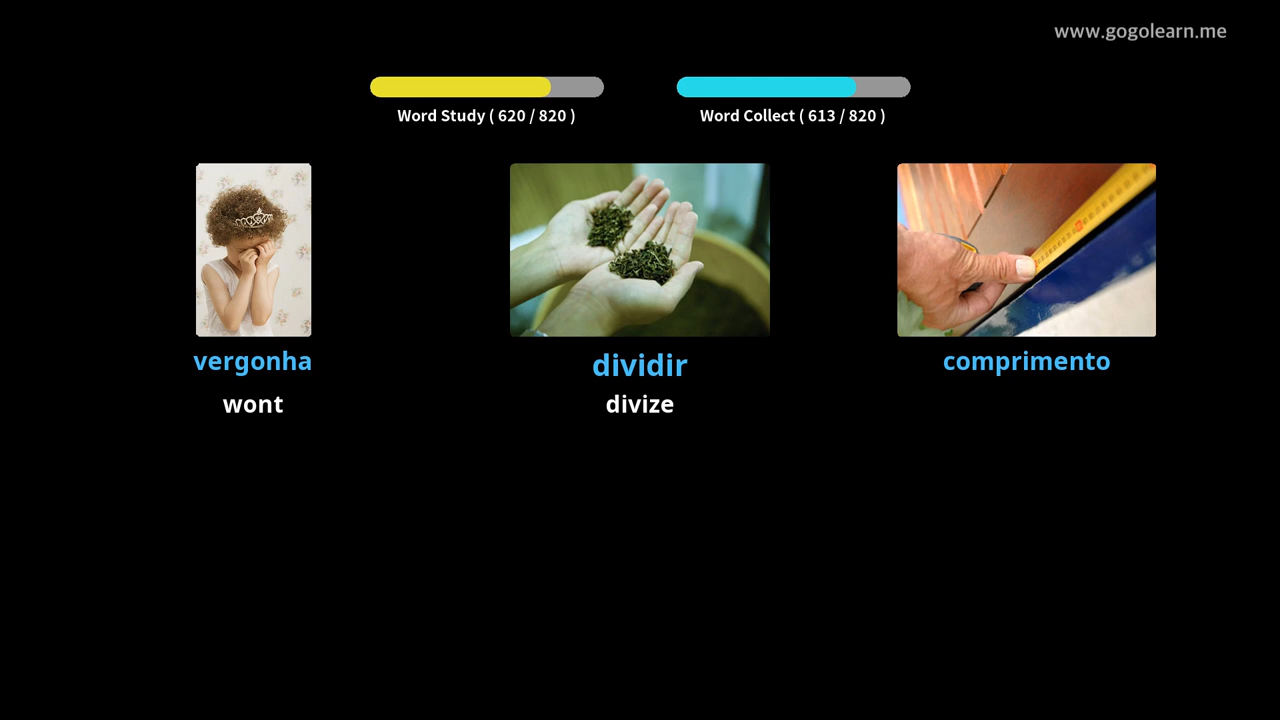 www.gogolearn.me
Word Study ( 620 / 820 )
Word Collect ( 613 / 820 )
vergonha
wont
dividir
divize
comprimento